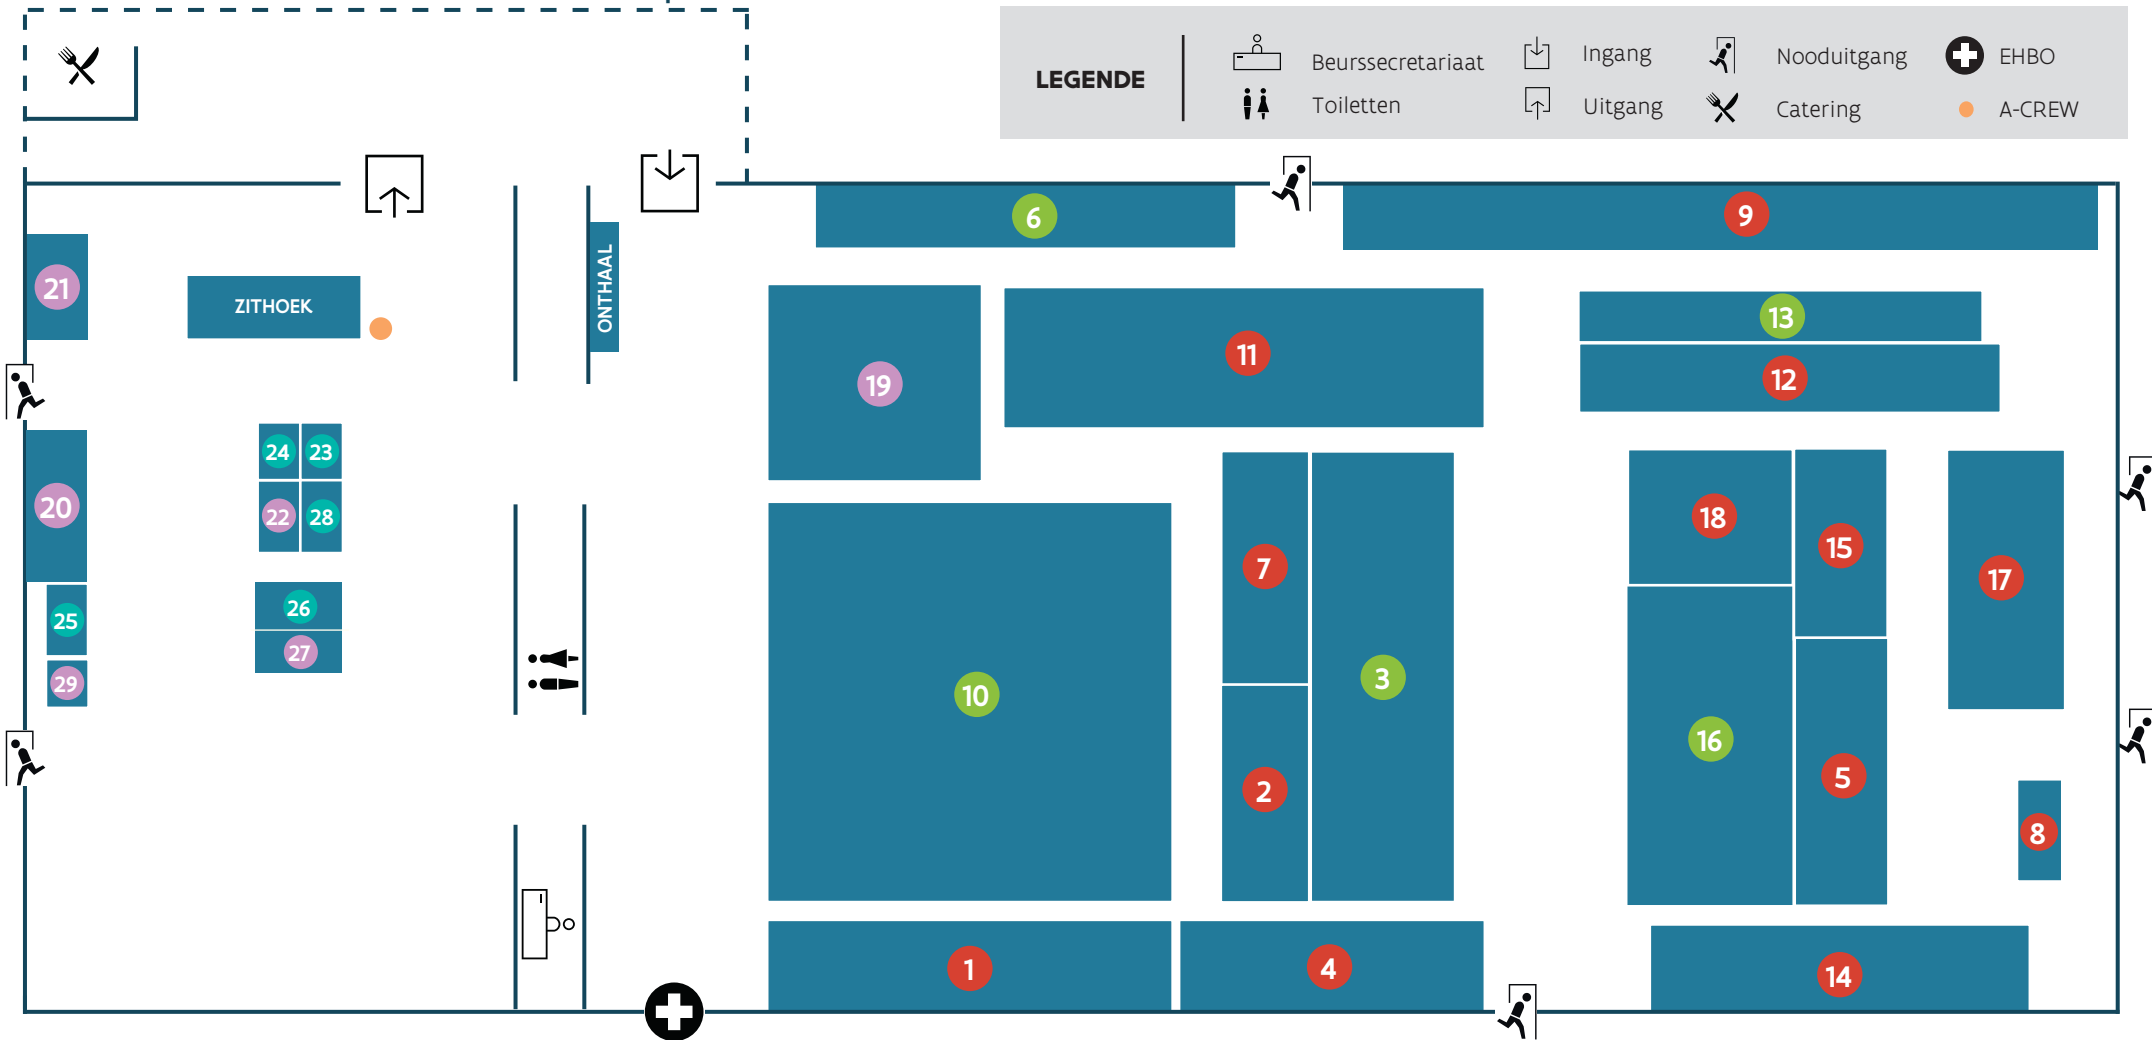 LEGENDE
Beurssecretariaat
Ingang
Nooduitgang
EHBO
Toiletten
Uitgang
Catering
A-CREW
6
9
21
ZITHOEK
ONTHAAL
13
11
12
19
24
23
20
22
28
18
15
7
17
26
25
27
3
29
10
16
5
2
8
1
4
14